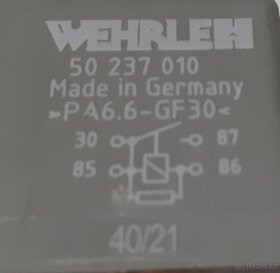 WEHRLE
50 237 010
Made in Germany
>PA6.6-GF30<
30 87
85 86
40/21